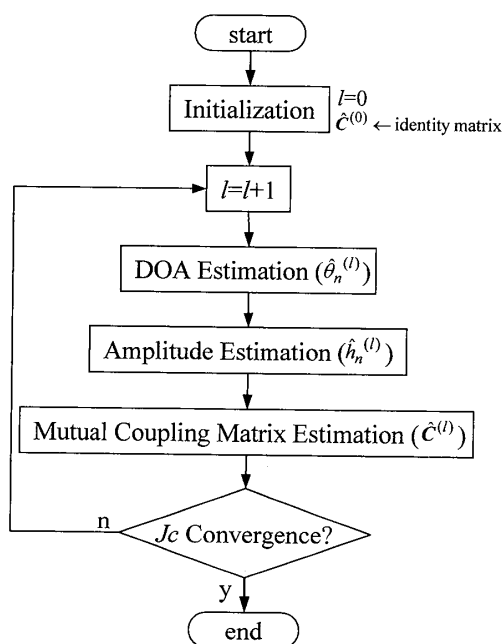 start
Initialization
l=0
Ĉ⁽⁰⁾ ← identity matrix
l=l+1
DOA Estimation (θ̂ₙ⁽ˡ⁾)
Amplitude Estimation (ĥₙ⁽ˡ⁾)
Mutual Coupling Matrix Estimation (Ĉ⁽ˡ⁾)
n
Jc Convergence?
y
end